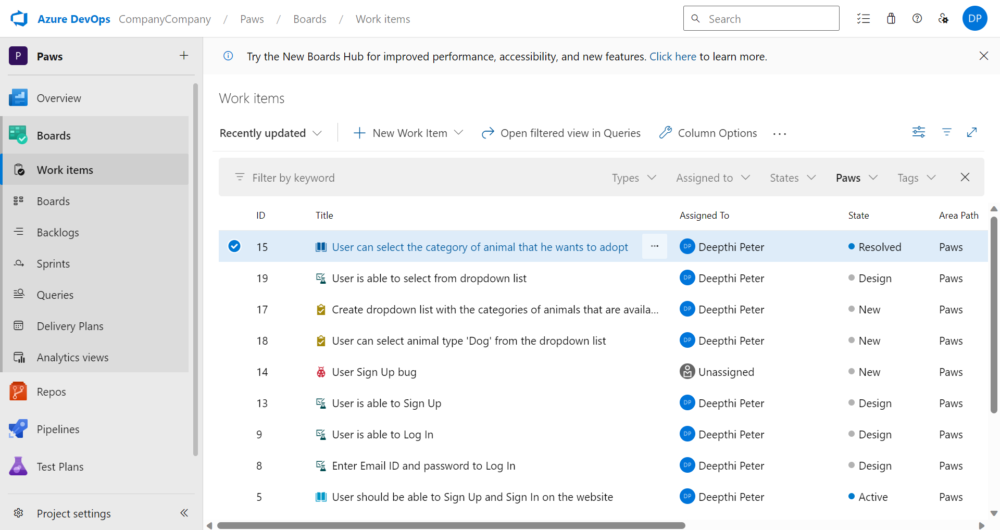 Azure DevOps CompanyCompany / Paws / Boards / Work items Search DP
P Paws
Try the New Boards Hub for improved performance, accessibility, and new features. Click here to learn more.
Overview
Boards
Work items
Boards
Backlogs
Sprints
Queries
Delivery Plans
Analytics views
Repos
Pipelines
Test Plans
Project settings
Work items
Recently updated New Work Item Open filtered view in Queries Column Options ...
Filter by keyword Types Assigned to States Paws Tags
ID Title Assigned To State Area Path
15 User can select the category of animal that he wants to adopt ... DP Deepthi Peter Resolved Paws
19 User is able to select from dropdown list DP Deepthi Peter Design Paws
17 Create dropdown list with the categories of animals that are availa... DP Deepthi Peter New Paws
18 User can select animal type 'Dog' from the dropdown list DP Deepthi Peter New Paws
14 User Sign Up bug Unassigned New Paws
13 User is able to Sign Up DP Deepthi Peter Design Paws
9 User is able to Log In DP Deepthi Peter Design Paws
8 Enter Email ID and password to Log In DP Deepthi Peter Design Paws
5 User should be able to Sign Up and Sign In on the website DP Deepthi Peter Active Paws